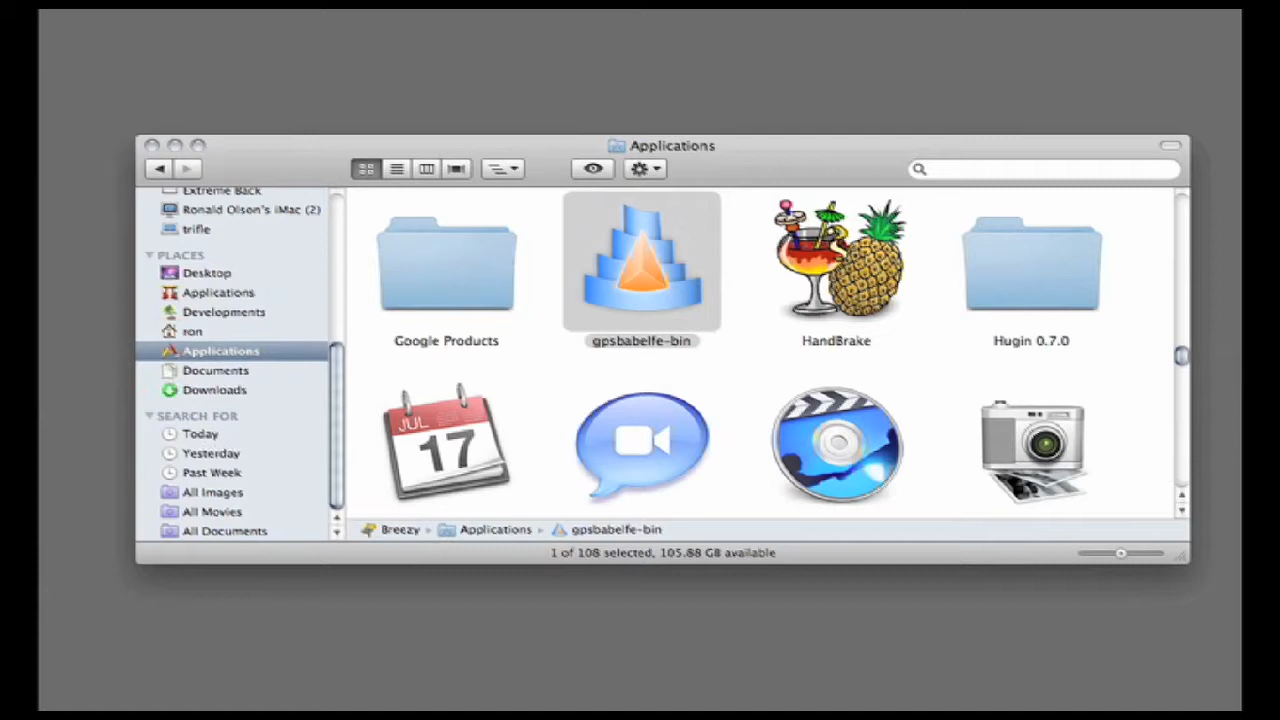 Applications
Extreme Back
Ronald Olson's iMac (2)
trifle
PLACES
Desktop
Applications
Developments
ron
Applications
Documents
Downloads
SEARCH FOR
Today
Yesterday
Past Week
All Images
All Movies
All Documents
Google Products
gpsbabelfe-bin
HandBrake
Hugin 0.7.0
JUL
17
Breezy Applications gpsbabelfe-bin
1 of 108 selected, 105.88 GB available